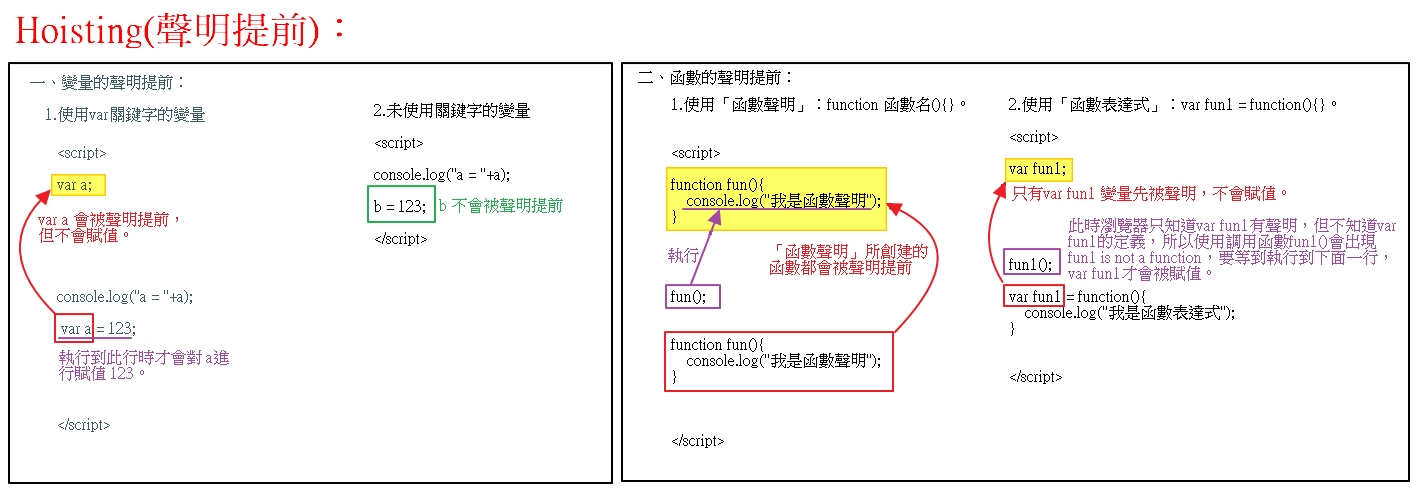 Hoisting(聲明提前)：
一、變量的聲明提前：
1.使用var關鍵字的變量
<script>
var a;
var a 會被聲明提前，
但不會賦值。
console.log("a = "+a);
var a = 123;
執行到此行時才會對 a進
行賦值 123。
</script>
2.未使用關鍵字的變量
<script>
console.log("a = "+a);
b = 123;
b 不會被聲明提前
</script>
二、函數的聲明提前：
1.使用「函數聲明」：function 函數名(){}。
<script>
function fun(){
console.log("我是函數聲明");
}
執行
「函數聲明」所創建的
函數都會被聲明提前
fun();
function fun(){
console.log("我是函數聲明");
}
</script>
2.使用「函數表達式」：var fun1 = function(){}。
<script>
var fun1;
只有var fun1 變量先被聲明，不會賦值。
此時瀏覽器只知道var fun1有聲明，但不知道var
fun1的定義，所以使用調用函數fun1()會出現
fun1 is not a function，要等到執行到下面一行，
var fun1才會被賦值。
fun1();
var fun1 = function(){
console.log("我是函數表達式");
}
</script>